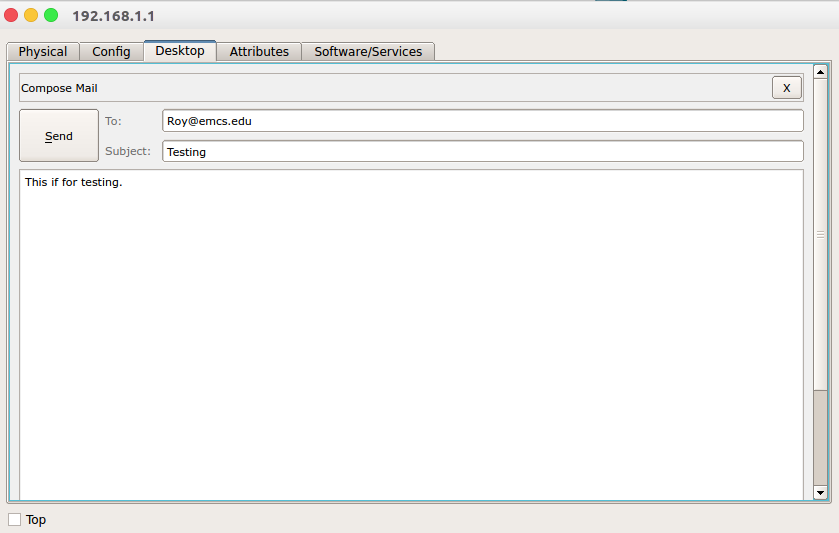 192.168.1.1
Physical Config Desktop Attributes Software/Services
Compose Mail X
Send
To: Roy@emcs.edu
Subject: Testing
This if for testing.
Top